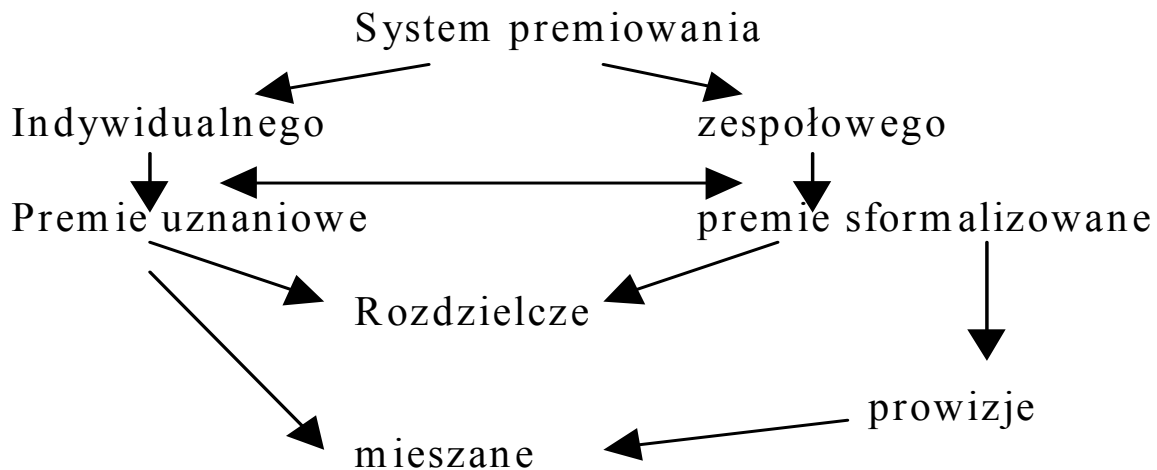 System premiowania
Indywidualnego zespołowego
Premie uznaniowe premie sformalizowane
Rozdzielcze
prowizje
mieszane